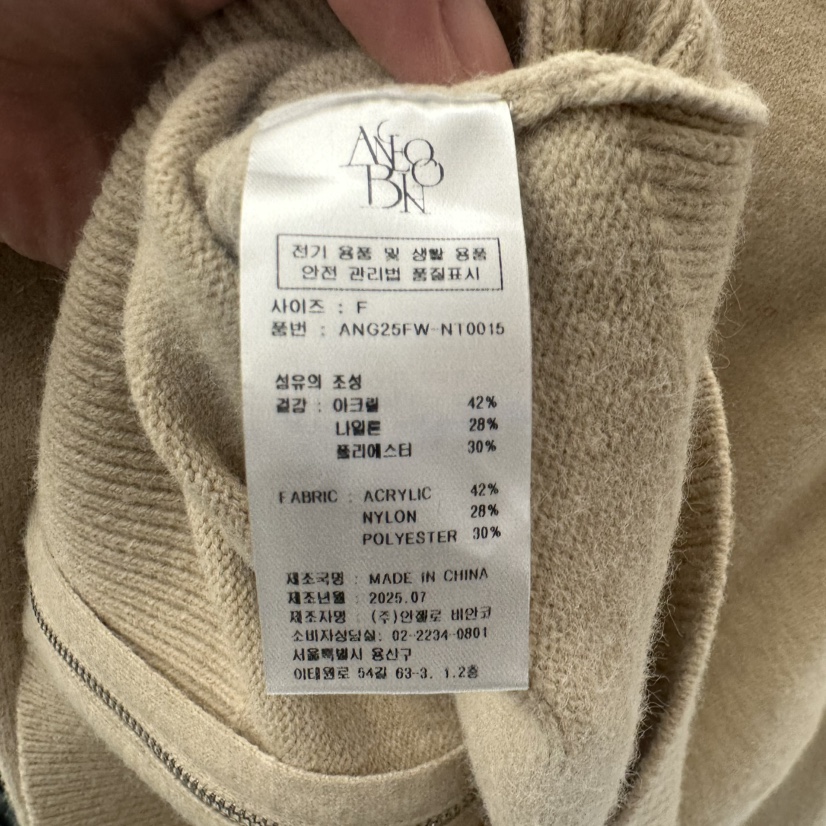 ANGELO
BIAN
전기 용품 및 생활 용품
안전 관리법 품질표시
사이즈 : F
품번 : ANG25FW-NT0015
섬유의 조성
겉감 : 아크릴 42%
나일론 28%
폴리에스터 30%
FABRIC : ACRYLIC 42%
NYLON 28%
POLYESTER 30%
제조국명 : MADE IN CHINA
제조년월 : 2025.07
제조자명 : (주)안젤로 비안코
소비자상담실: 02-2234-0801
서울특별시 용산구
이태원로 54길 63-3. 1.2층